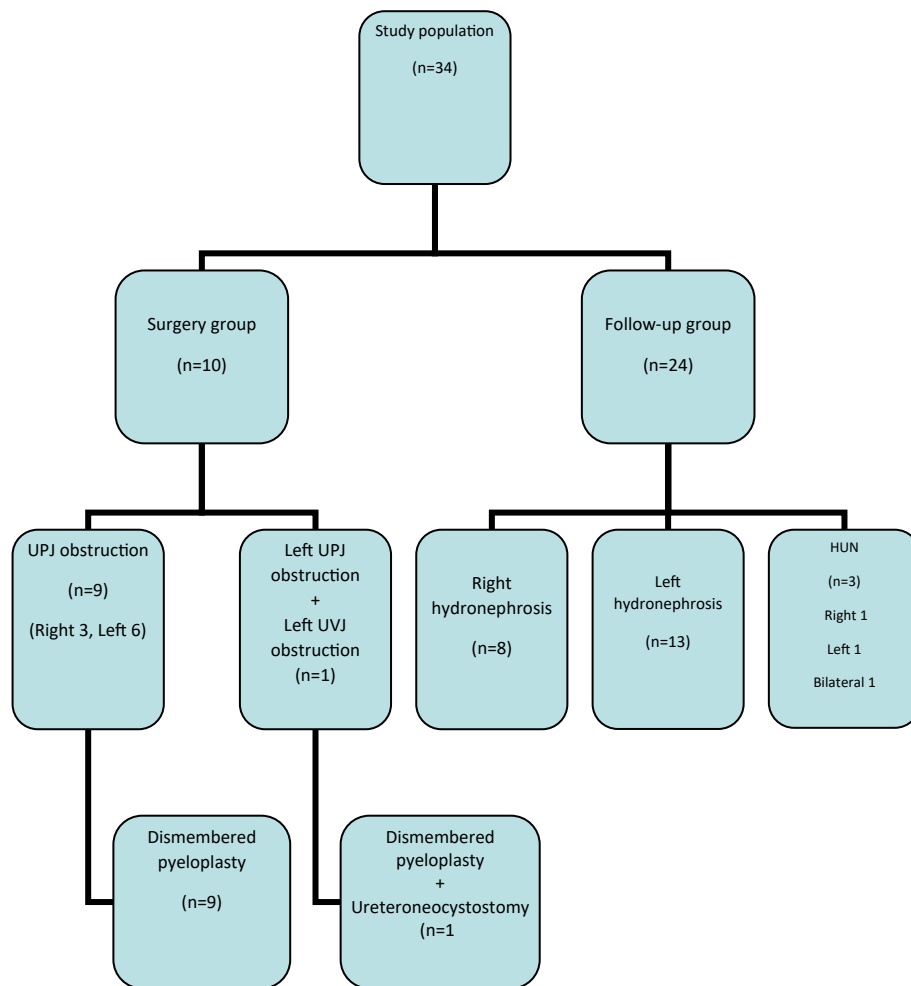 Study population
(n=34)
Surgery group
(n=10)
Follow-up group
(n=24)
UPJ obstruction
(n=9)
(Right 3, Left 6)
Left UPJ
obstruction
+
Left UVJ
obstruction
(n=1)
Right
hydronephrosis
(n=8)
Left
hydronephrosis
(n=13)
HUN
(n=3)
Right 1
Left 1
Bilateral 1
Dismembered
pyeloplasty
(n=9)
Dismembered
pyeloplasty
+
Ureteroneocystostomy
(n=1